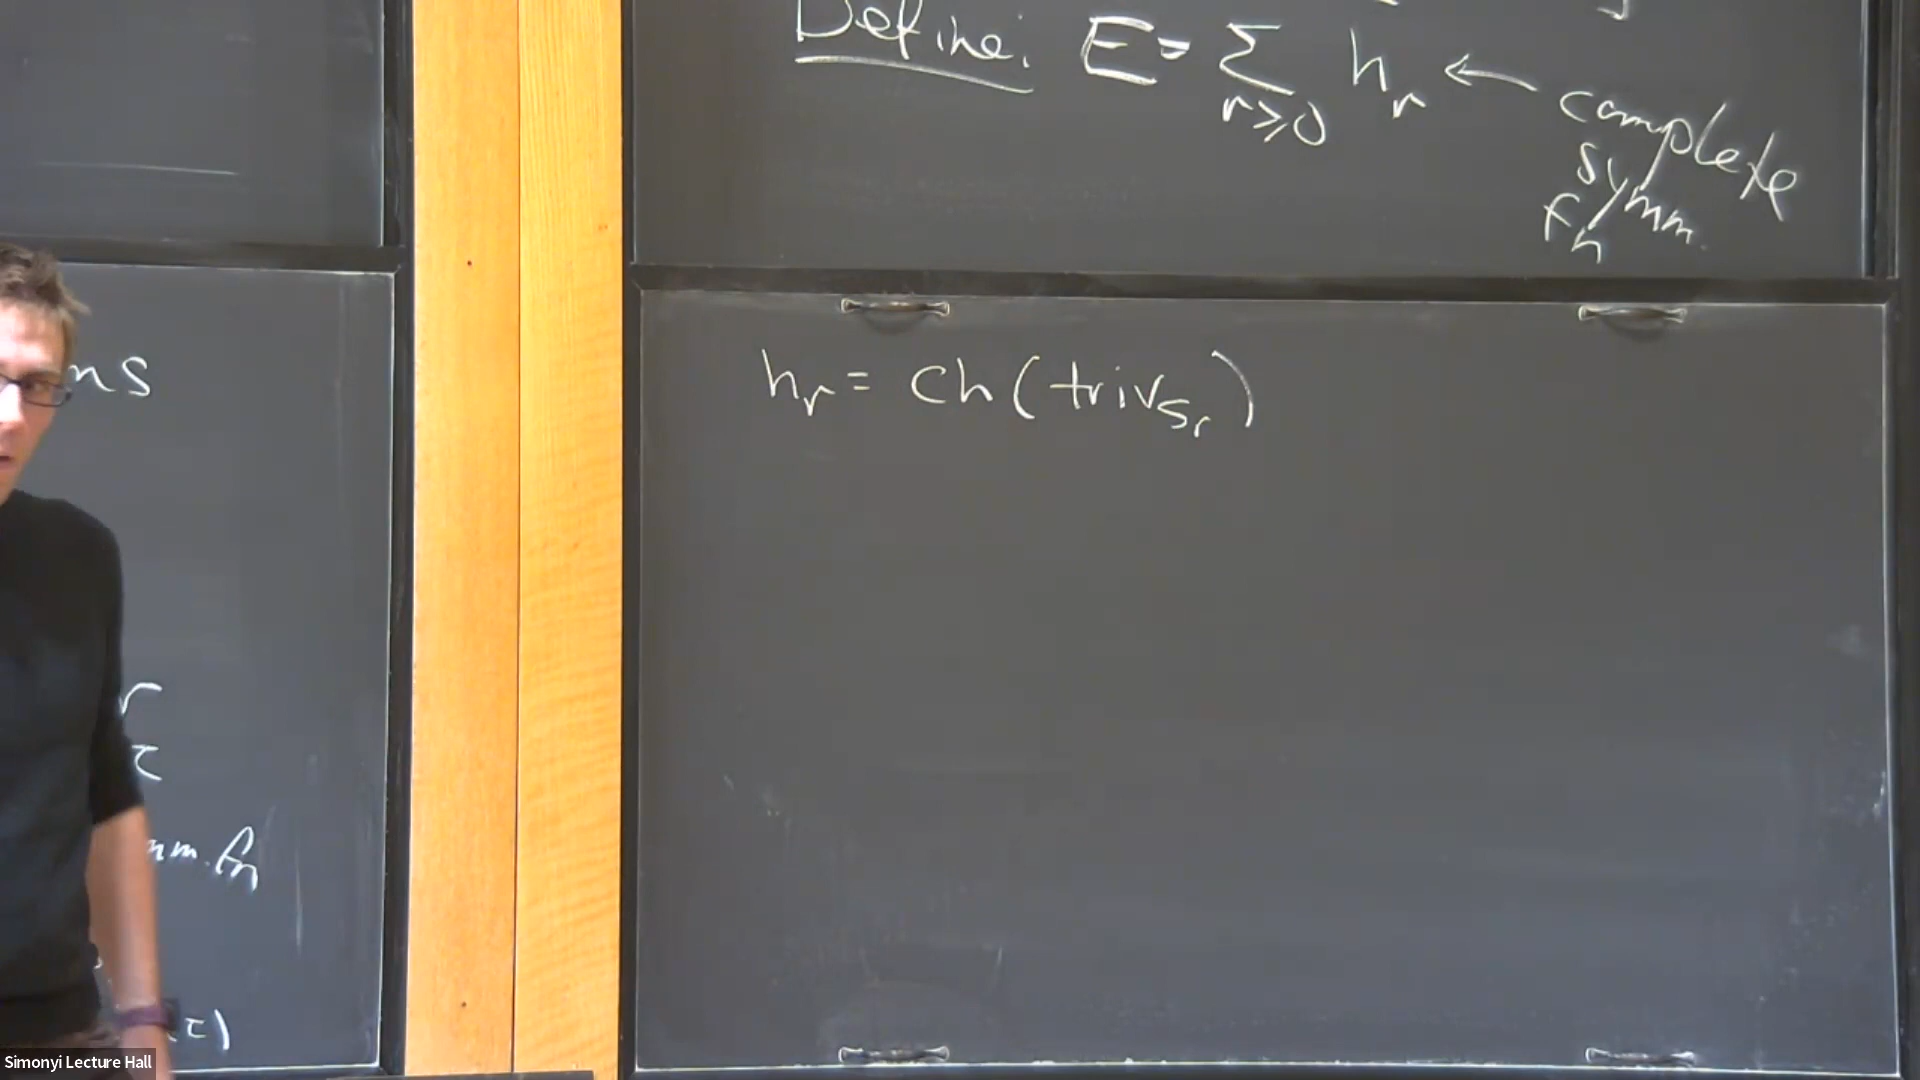 Define: E = ∑ h_r ← complete
r⩾0
symm.
fn
ns
h_r = ch(triv_{S_r})
r
τ
mm. fn
τ)
Simonyi Lecture Hall